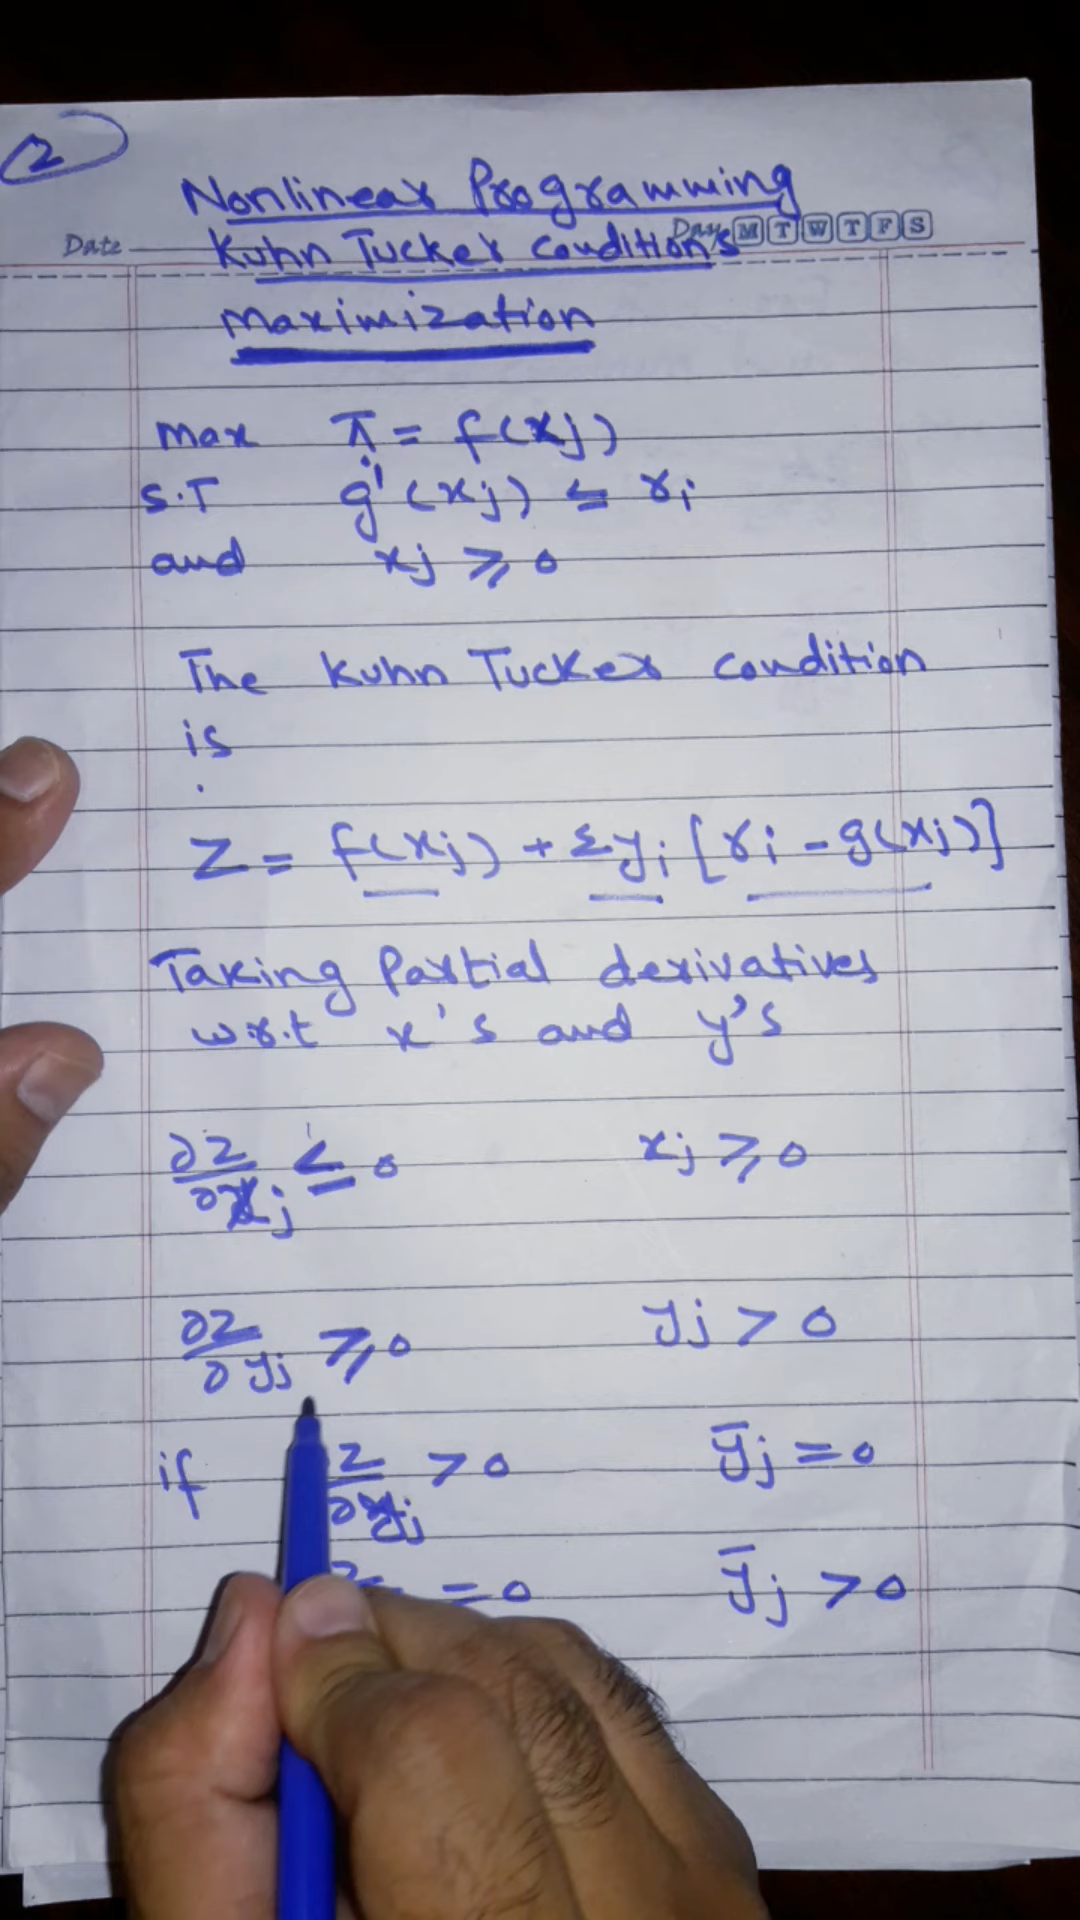 2
Nonlinear Programming
Date Day M T W T F S
Kuhn Tucker Conditions
Maximization
Max π = f(xj)
S.T gⁱ(xj) ≤ ri
and xj ≥ 0
The Kuhn Tucker condition
is
Z = f(xj) + Σyi [ri - g(xj)]
Taking Partial derivatives
w.r.t x's and y's
∂Z/∂xj ≤ 0 xj ≥ 0
∂Z/∂yj ≥ 0 yj > 0
if Z/∂yj > 0 ȳj = 0
= 0 ȳj > 0